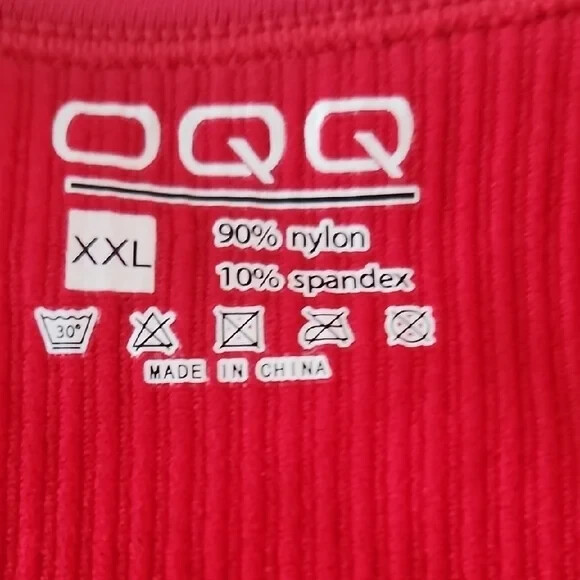 OQQ
XXL
90% nylon
10% spandex
30°
MADE IN CHINA